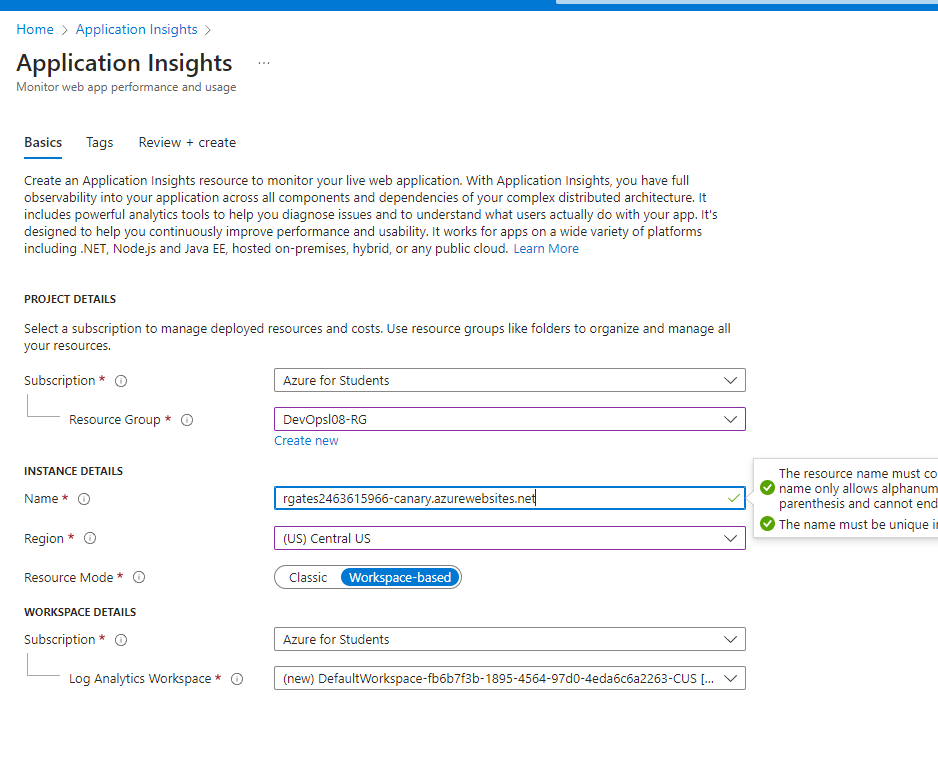 Home > Application Insights >
Application Insights ...
Monitor web app performance and usage
Basics Tags Review + create
Create an Application Insights resource to monitor your live web application. With Application Insights, you have full
observability into your application across all components and dependencies of your complex distributed architecture. It
includes powerful analytics tools to help you diagnose issues and to understand what users actually do with your app. It's
designed to help you continuously improve performance and usability. It works for apps on a wide variety of platforms
including .NET, Node.js and Java EE, hosted on-premises, hybrid, or any public cloud. Learn More
PROJECT DETAILS
Select a subscription to manage deployed resources and costs. Use resource groups like folders to organize and manage all
your resources.
Subscription * Azure for Students
Resource Group * DevOpsl08-RG
Create new
INSTANCE DETAILS
Name * rgates2463615966-canary.azurewebsites.net
The resource name must co
name only allows alphanum
parenthesis and cannot end
The name must be unique i
Region * (US) Central US
Resource Mode * Classic Workspace-based
WORKSPACE DETAILS
Subscription * Azure for Students
Log Analytics Workspace * (new) DefaultWorkspace-fb6b7f3b-1895-4564-97d0-4eda6c6a2263-CUS [...